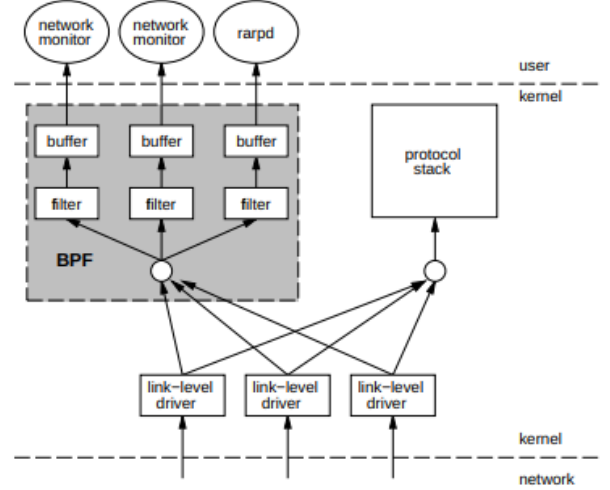 network
monitor
network
monitor
rarpd
user
kernel
buffer
buffer
buffer
protocol
stack
filter
filter
filter
BPF
link-level
driver
link-level
driver
link-level
driver
kernel
network